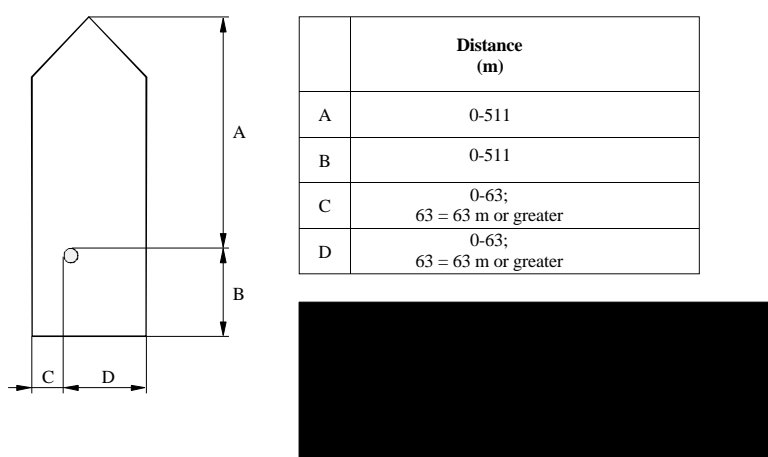 A
B
C D
Distance
(m)
A 0-511
B 0-511
C 0-63;
63 = 63 m or greater
D 0-63;
63 = 63 m or greater